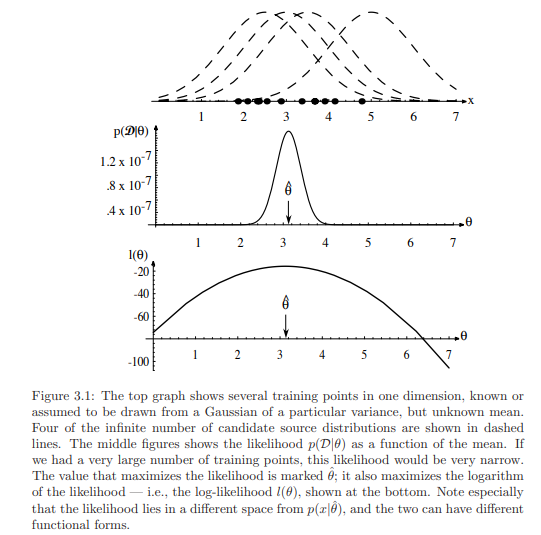 x
1 2 3 4 5 6 7
p(𝒟|θ)
1.2 x 10-7
.8 x 10-7
.4 x 10-7
θ̂
θ
1 2 3 4 5 6 7
l(θ)
-20
-40
-60
-100
θ̂
θ
1 2 3 4 5 6 7
Figure 3.1: The top graph shows several training points in one dimension, known or
assumed to be drawn from a Gaussian of a particular variance, but unknown mean.
Four of the infinite number of candidate source distributions are shown in dashed
lines. The middle figures shows the likelihood p(𝒟|θ) as a function of the mean. If
we had a very large number of training points, this likelihood would be very narrow.
The value that maximizes the likelihood is marked θ̂; it also maximizes the logarithm
of the likelihood — i.e., the log-likelihood l(θ), shown at the bottom. Note especially
that the likelihood lies in a different space from p(x|θ̂), and the two can have different
functional forms.